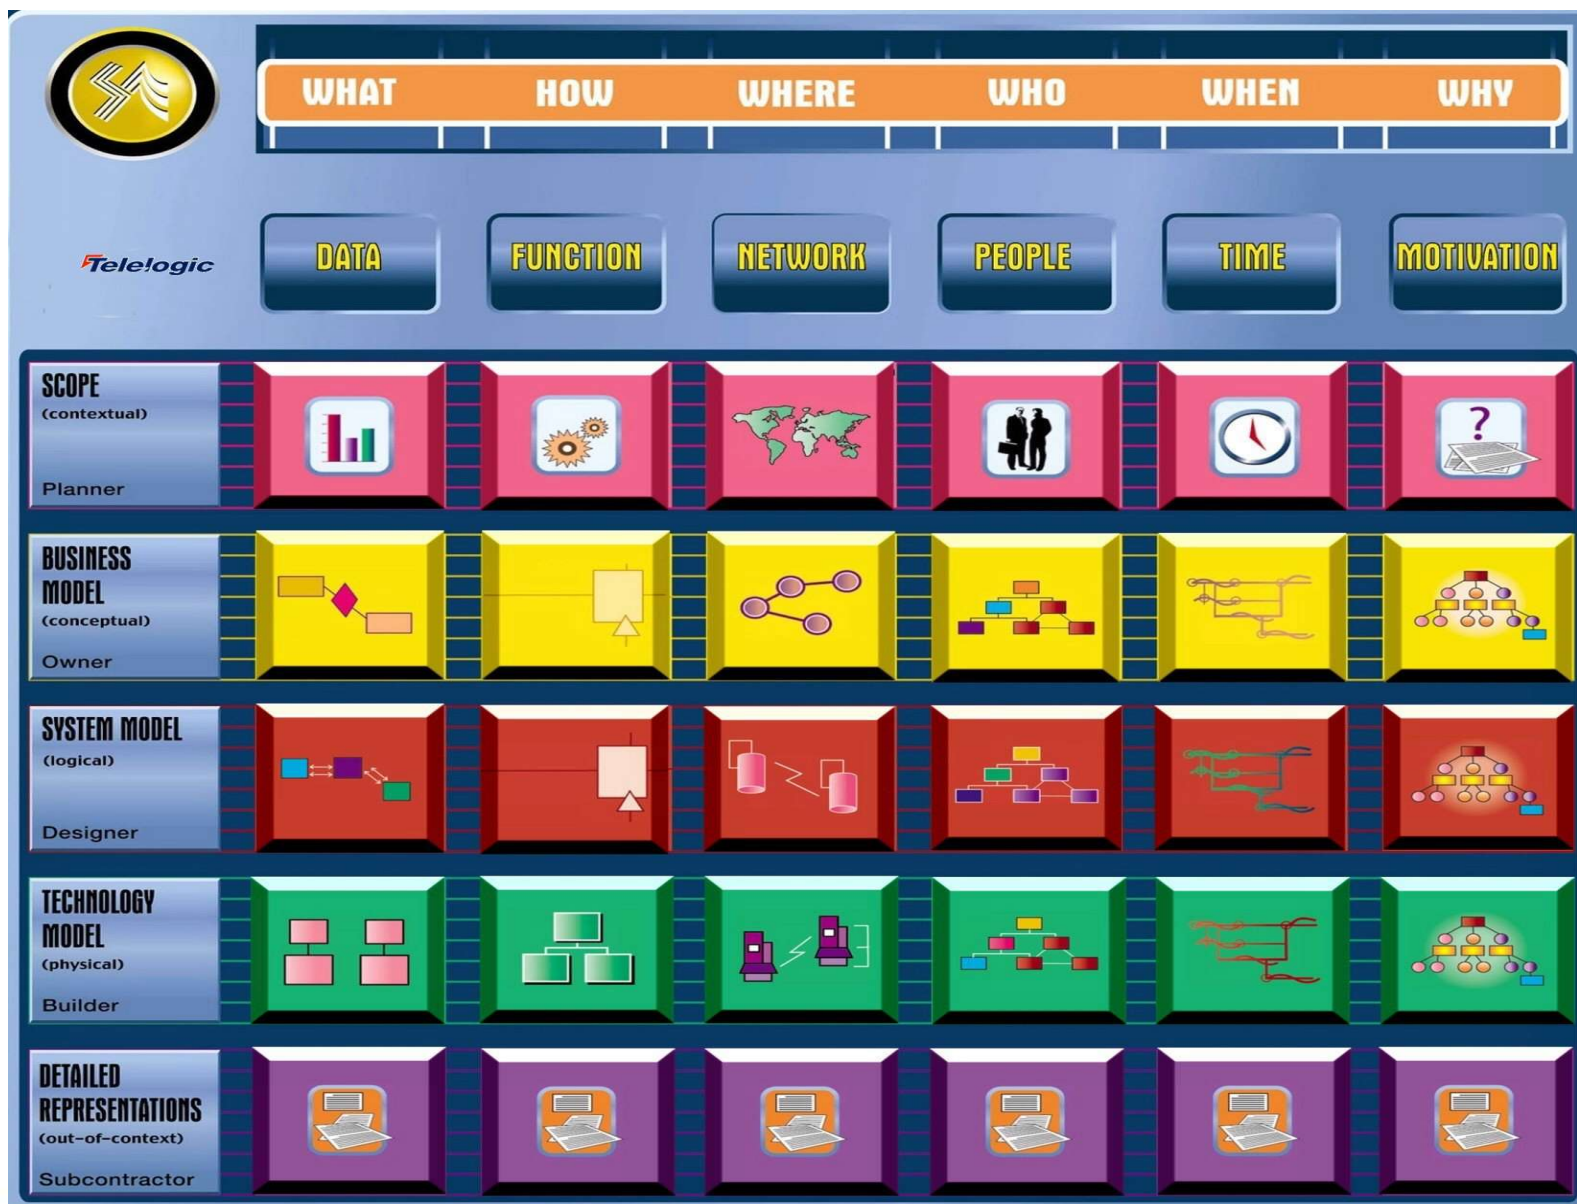 WHAT HOW WHERE WHO WHEN WHY
Telelogic
DATA FUNCTION NETWORK PEOPLE TIME MOTIVATION
SCOPE
(contextual)
Planner
?
BUSINESS
MODEL
(conceptual)
Owner
SYSTEM MODEL
(logical)
Designer
TECHNOLOGY
MODEL
(physical)
Builder
DETAILED
REPRESENTATIONS
(out-of-context)
Subcontractor